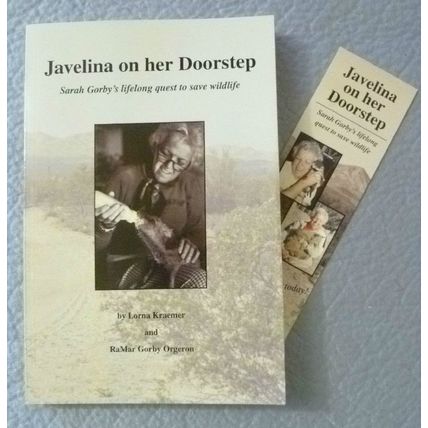 Javelina on her Doorstep
Sarah Gorby's lifelong quest to save wildlife
by Lorna Kraemer
and
RaMar Gorby Orgeron
Javelina
on her
Doorstep
Sarah Gorby's lifelong
quest to save wildlife
today!